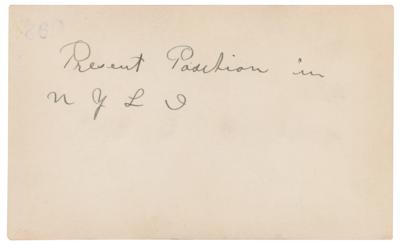 Present Position in
N Y L I